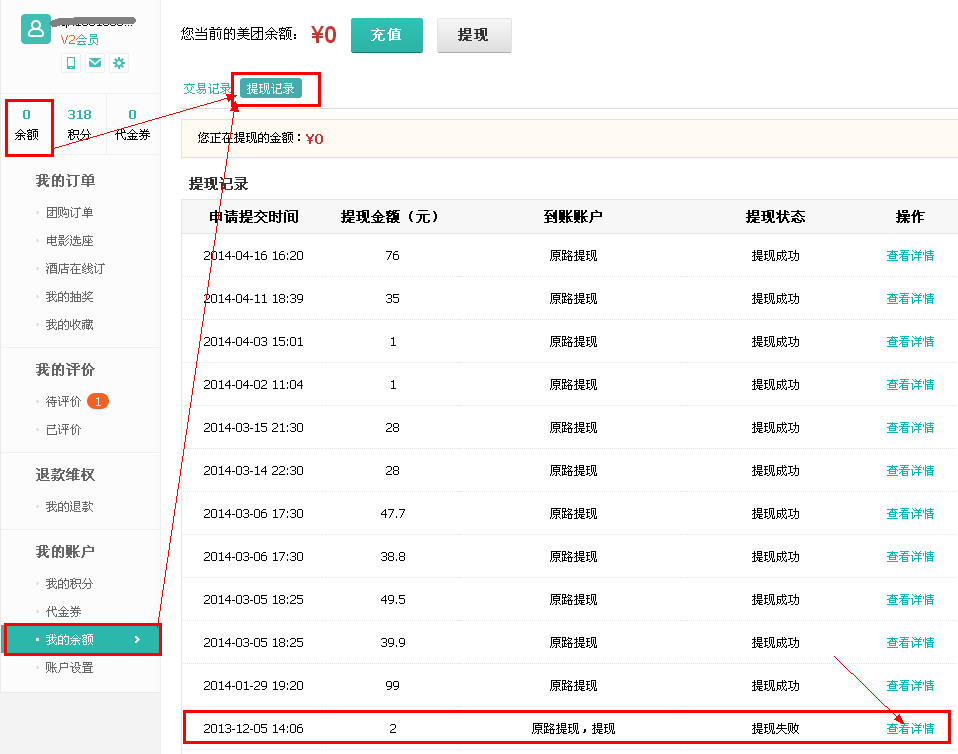 V2会员
0 318 0
余额 积分 代金券
我的订单
团购订单
电影选座
酒店在线订
我的抽奖
我的收藏
我的评价
待评价 1
已评价
退款维权
我的退款
我的账户
我的积分
代金券
我的余额
账户设置
您当前的美团余额： ¥0 充值 提现
交易记录 提现记录
您正在提现的金额：¥0
提现记录
申请提交时间 提现金额（元） 到账账户 提现状态 操作
2014-04-16 16:20 76 原路提现 提现成功 查看详情
2014-04-11 18:39 35 原路提现 提现成功 查看详情
2014-04-03 15:01 1 原路提现 提现成功 查看详情
2014-04-02 11:04 1 原路提现 提现成功 查看详情
2014-03-15 21:30 28 原路提现 提现成功 查看详情
2014-03-14 22:30 28 原路提现 提现成功 查看详情
2014-03-06 17:30 47.7 原路提现 提现成功 查看详情
2014-03-06 17:30 38.8 原路提现 提现成功 查看详情
2014-03-05 18:25 49.5 原路提现 提现成功 查看详情
2014-03-05 18:25 39.9 原路提现 提现成功 查看详情
2014-01-29 19:20 99 原路提现 提现成功 查看详情
2013-12-05 14:06 2 原路提现，提现 提现失败 查看详情